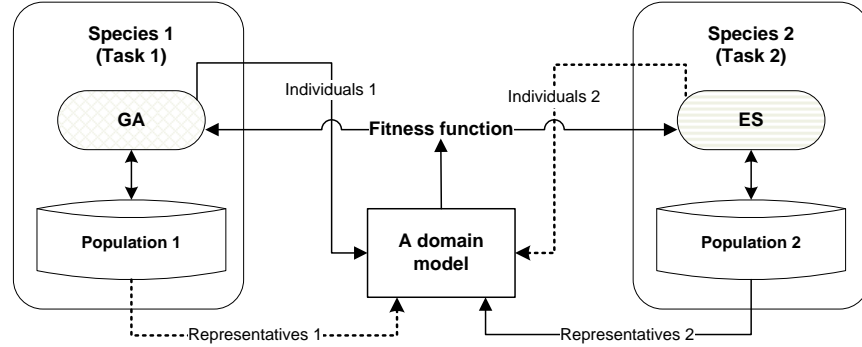 Species 1
(Task 1)
Species 2
(Task 2)
Individuals 1
Individuals 2
GA
Fitness function
ES
Population 1
A domain
model
Population 2
Representatives 1
Representatives 2